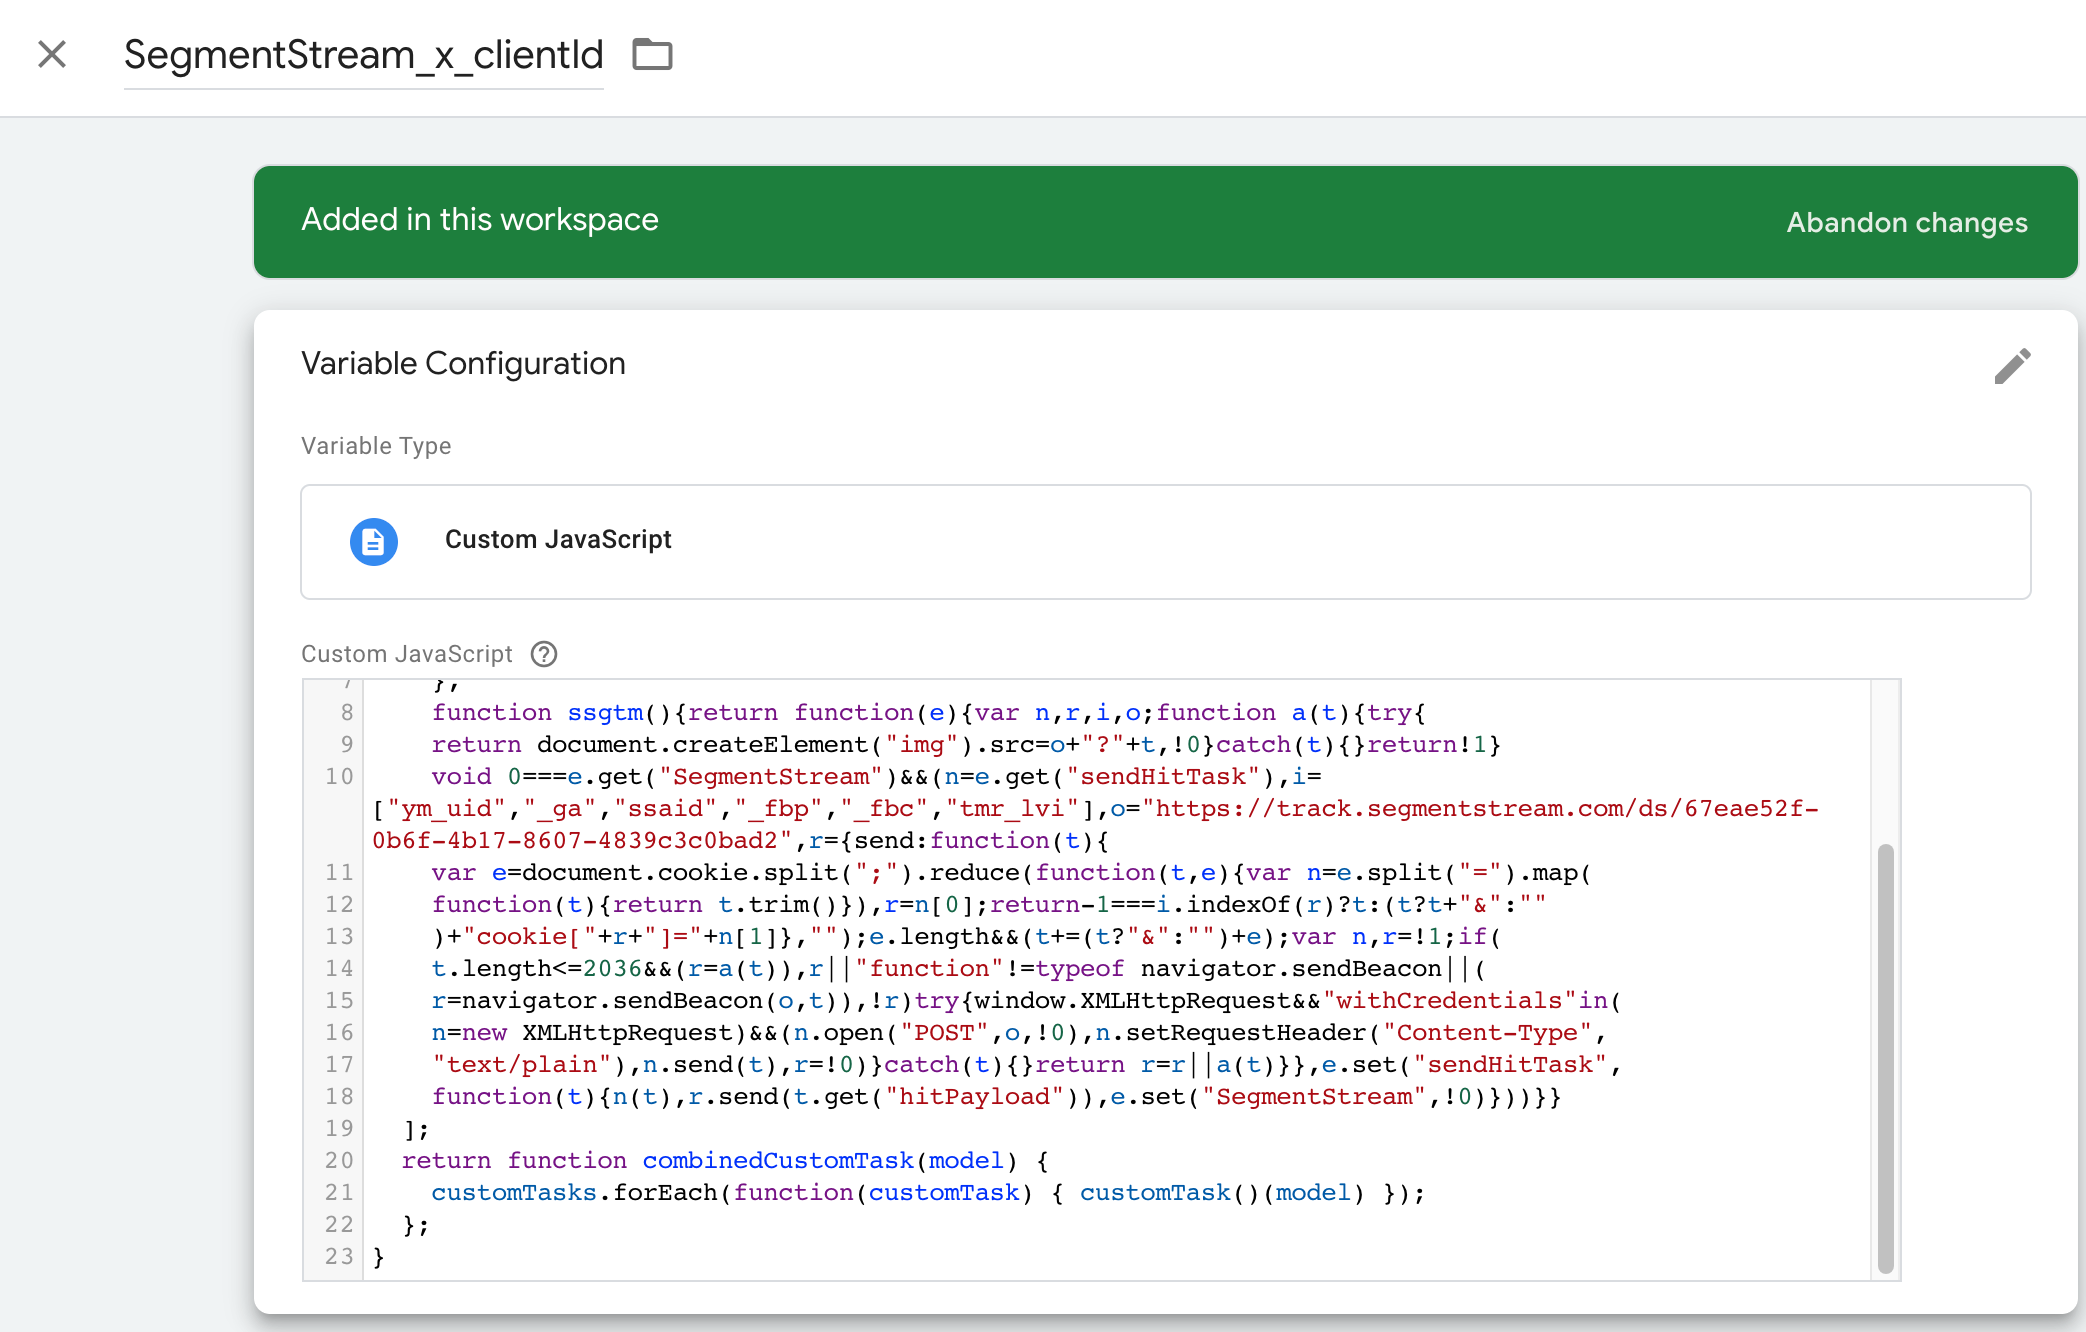 SegmentStream_x_clientId
Added in this workspace
Abandon changes
Variable Configuration
Variable Type
Custom JavaScript
Custom JavaScript ?
7 },
8 function ssgtm(){return function(e){var n,r,i,o;function a(t){try{
9 return document.createElement("img").src=o+"?"+t,!0}catch(t){}return!1}
10 void 0===e.get("SegmentStream")&&(n=e.get("sendHitTask"),i=
["ym_uid","_ga","ssaid","_fbp","_fbc","tmr_lvi"],o="https://track.segmentstream.com/ds/67eae52f-
0b6f-4b17-8607-4839c3c0bad2",r={send:function(t){
11 var e=document.cookie.split(";").reduce(function(t,e){var n=e.split("=").map(
12 function(t){return t.trim()}),r=n[0];return-1===i.indexOf(r)?t:(t?t+"&":""
13 )+"cookie["+r+"]="+n[1]},"");e.length&&(t+=(t?"&":"")+e);var n,r=!1;if(
14 t.length<=2036&&(r=a(t)),r||"function"!=typeof navigator.sendBeacon||(
15 r=navigator.sendBeacon(o,t)),!r)try{window.XMLHttpRequest&&"withCredentials"in(
16 n=new XMLHttpRequest)&&(n.open("POST",o,!0),n.setRequestHeader("Content-Type",
17 "text/plain"),n.send(t),r=!0)}catch(t){}return r=r||a(t)}},e.set("sendHitTask",
18 function(t){n(t),r.send(t.get("hitPayload")),e.set("SegmentStream",!0)}))}}
19 ];
20 return function combinedCustomTask(model) {
21 customTasks.forEach(function(customTask) { customTask()(model) });
22 };
23 }